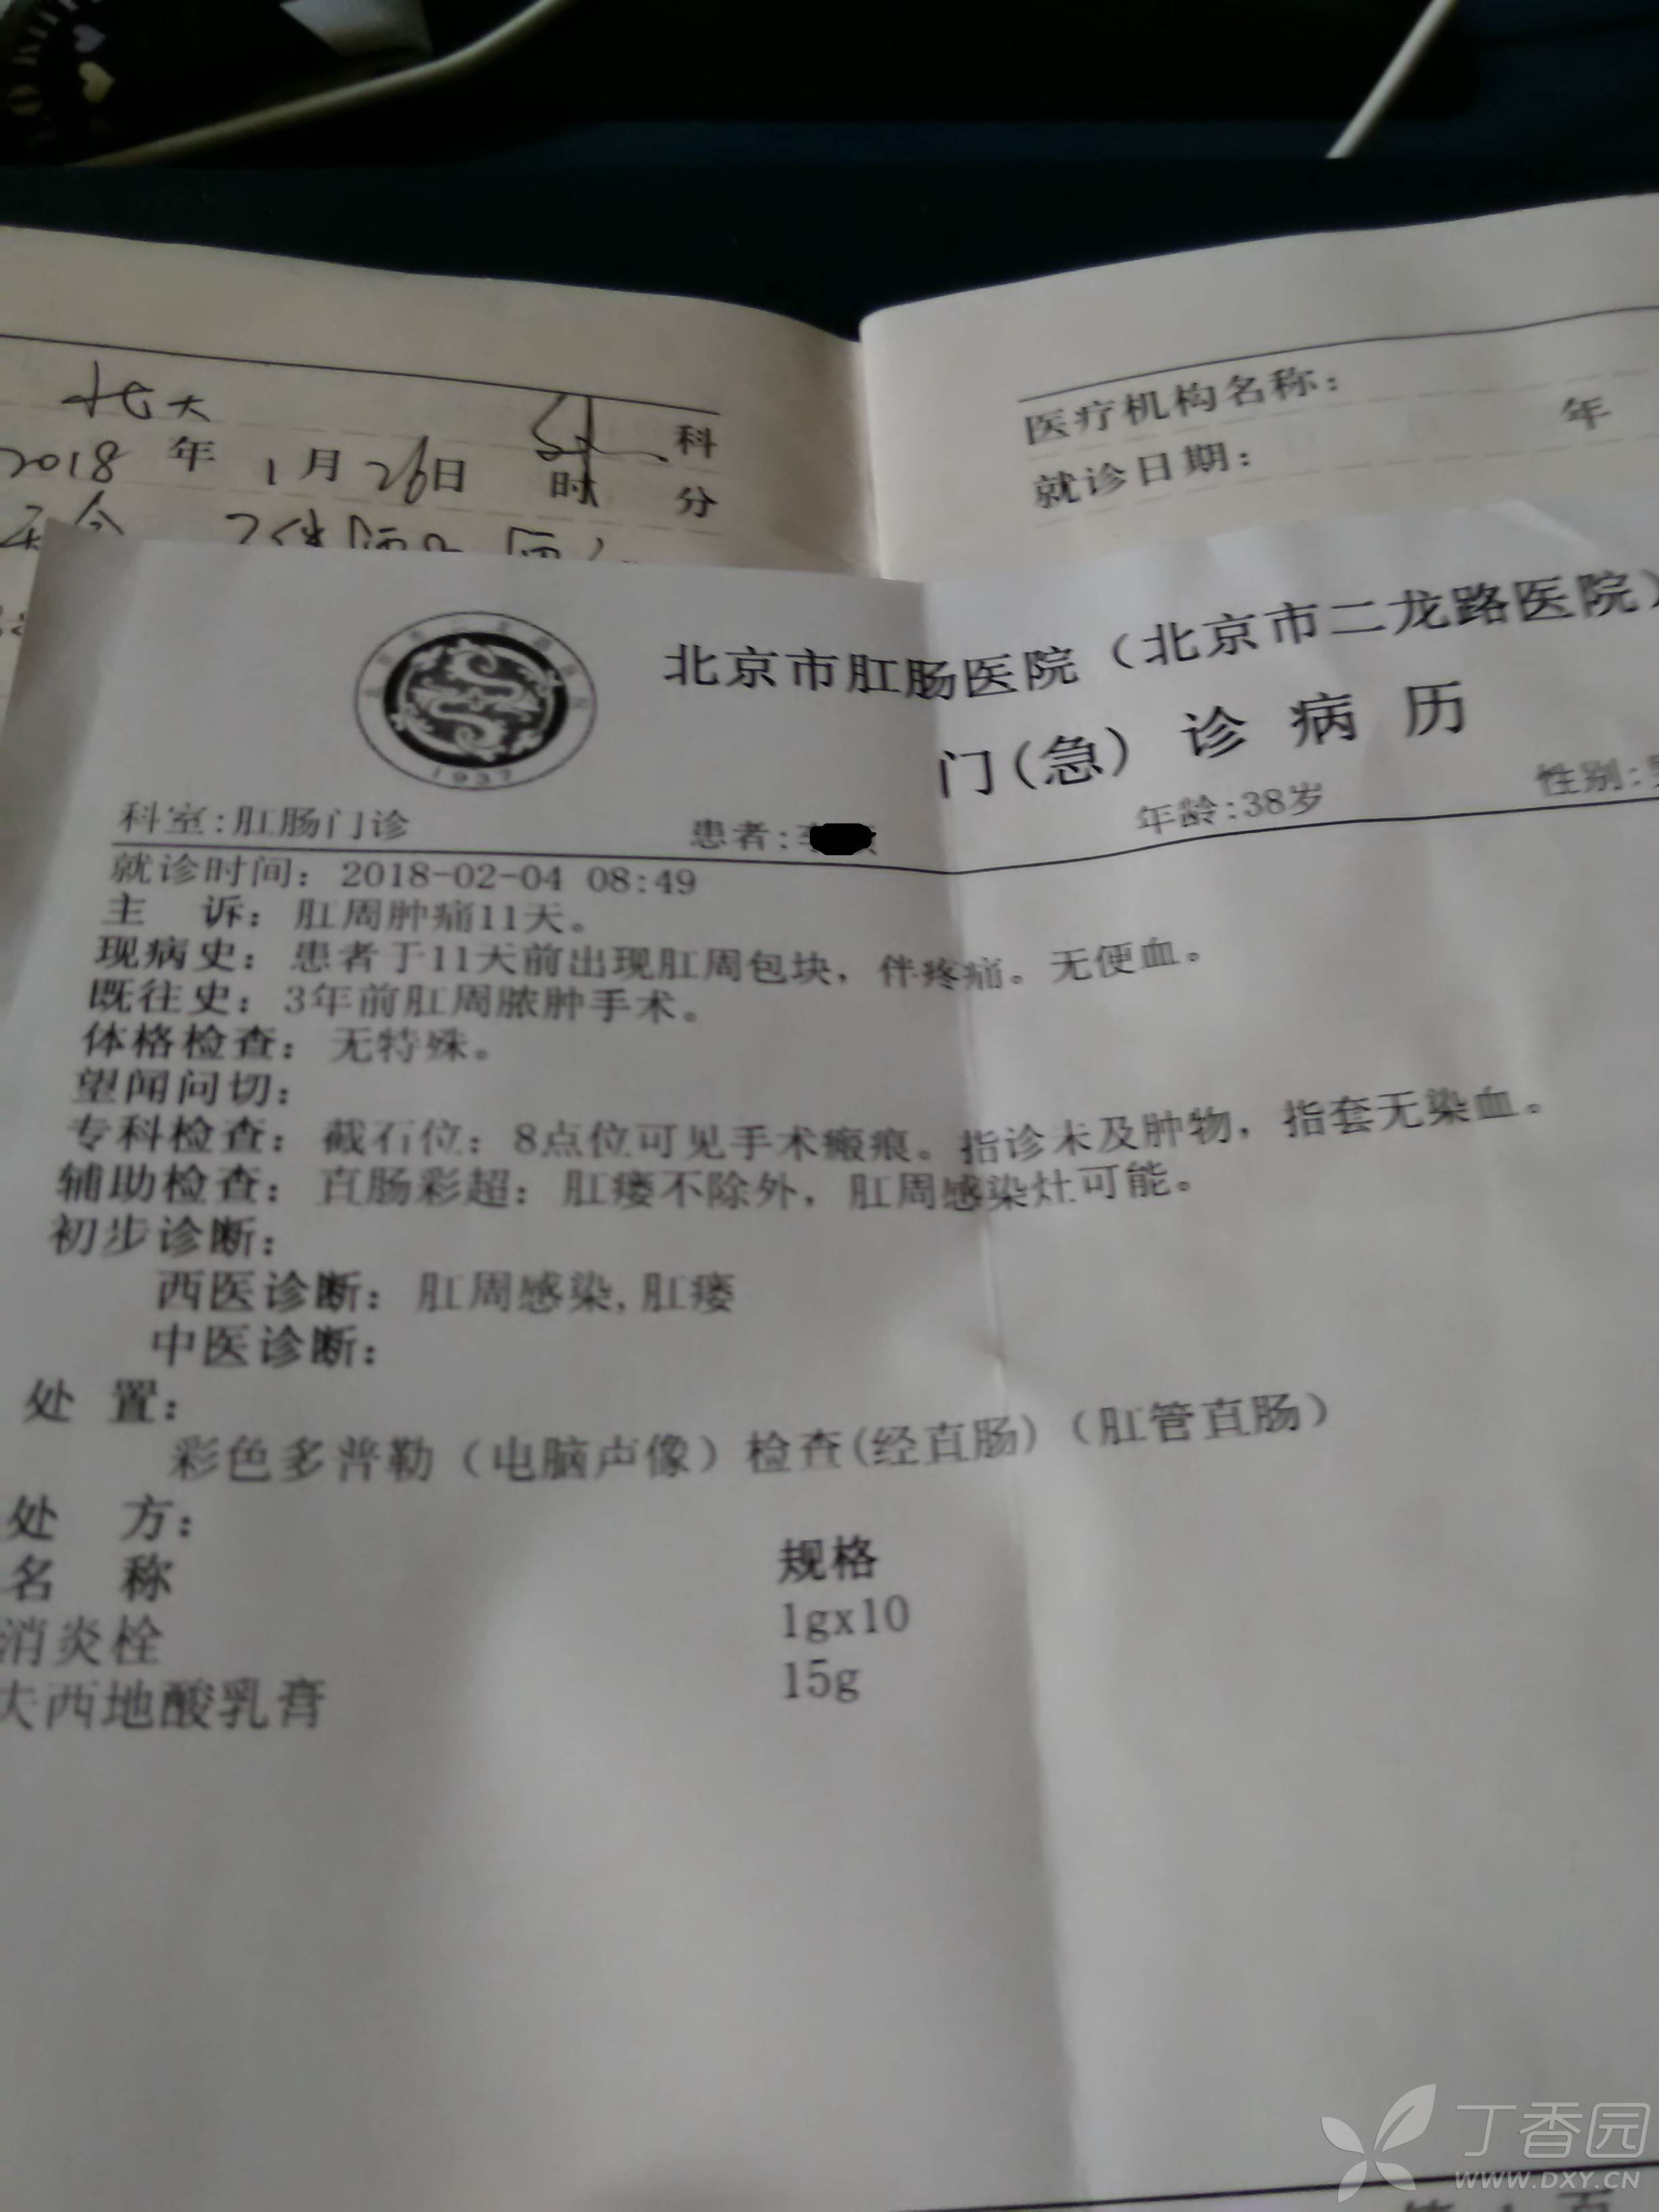 北大
科
2018年1月26日 时 分
医疗机构名称：
就诊日期： 年
1937
北京市肛肠医院（北京市二龙路医院）
门(急) 诊 病 历
科室:肛肠门诊 患者: 年龄:38岁 性别:
就诊时间：2018-02-04 08:49
主 诉：肛周肿痛11天。
现病史：患者于11天前出现肛周包块，伴疼痛。无便血。
既往史：3年前肛周脓肿手术。
体格检查：无特殊。
望闻问切：
专科检查：截石位：8点位可见手术瘢痕。指诊未及肿物，指套无染血。
辅助检查：直肠彩超：肛瘘不除外，肛周感染灶可能。
初步诊断：
西医诊断：肛周感染,肛瘘
中医诊断：
处 置：
彩色多普勒（电脑声像）检查(经直肠)（肛管直肠）
处 方：
名 称 规格
消炎栓 1gx10
夫西地酸乳膏 15g
丁香园
WWW.DXY.CN